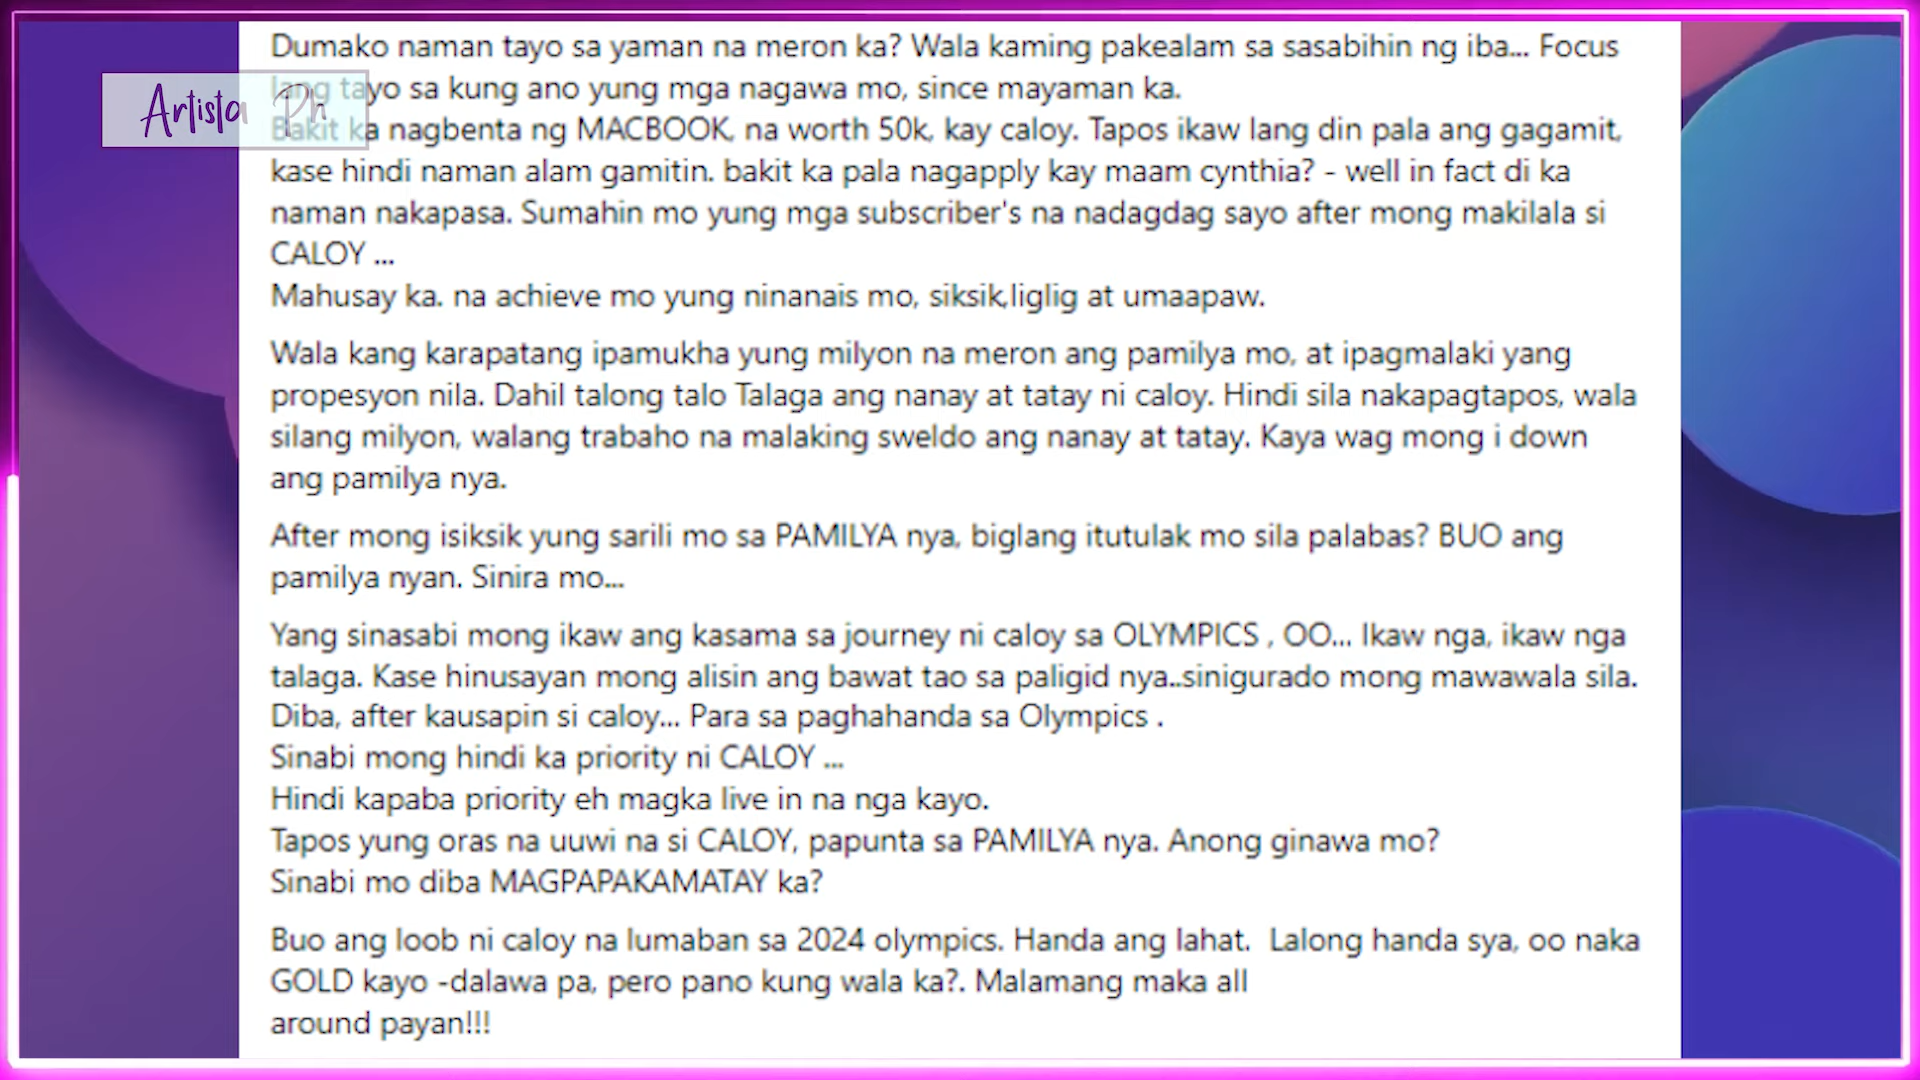 Dumako naman tayo sa yaman na meron ka? Wala kaming pakealam sa sasabihin ng iba... Focus
lang tayo sa kung ano yung mga nagawa mo, since mayaman ka.
Artista Ph
Bakit ka nagbenta ng MACBOOK, na worth 50k, kay caloy. Tapos ikaw lang din pala ang gagamit,
kase hindi naman alam gamitin. bakit ka pala nagapply kay maam cynthia? - well in fact di ka
naman nakapasa. Sumahin mo yung mga subscriber's na nadagdag sayo after mong makilala si
CALOY ...
Mahusay ka. na achieve mo yung ninanais mo, siksik,liglig at umaapaw.
Wala kang karapatang ipamukha yung milyon na meron ang pamilya mo, at ipagmalaki yang
propesyon nila. Dahil talong talo Talaga ang nanay at tatay ni caloy. Hindi sila nakapagtapos, wala
silang milyon, walang trabaho na malaking sweldo ang nanay at tatay. Kaya wag mong i down
ang pamilya nya.
After mong isiksik yung sarili mo sa PAMILYA nya, biglang itutulak mo sila palabas? BUO ang
pamilya nyan. Sinira mo...
Yang sinasabi mong ikaw ang kasama sa journey ni caloy sa OLYMPICS , OO... Ikaw nga, ikaw nga
talaga. Kase hinusayan mong alisin ang bawat tao sa paligid nya..sinigurado mong mawawala sila.
Diba, after kausapin si caloy... Para sa paghahanda sa Olympics .
Sinabi mong hindi ka priority ni CALOY ...
Hindi kapaba priority eh magka live in na nga kayo.
Tapos yung oras na uuwi na si CALOY, papunta sa PAMILYA nya. Anong ginawa mo?
Sinabi mo diba MAGPAPAKAMATAY ka?
Buo ang loob ni caloy na lumaban sa 2024 olympics. Handa ang lahat.  Lalong handa sya, oo naka
GOLD kayo -dalawa pa, pero pano kung wala ka?. Malamang maka all
around payan!!!